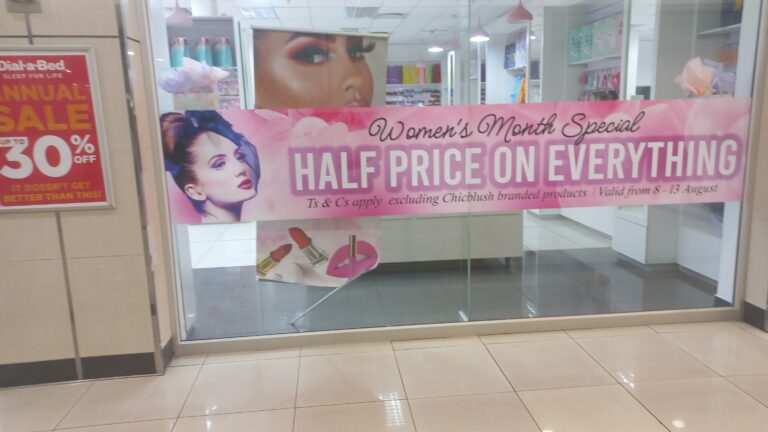 Dial-a-Bed
SLEEP FOR LIFE
ANNUAL
SALE
UP TO
30% OFF
IT DOESN'T GET
BETTER THAN THIS!
Women's Month Special
HALF PRICE ON EVERYTHING
Ts & Cs apply excluding Chicblush branded products | Valid from 8 - 13 August